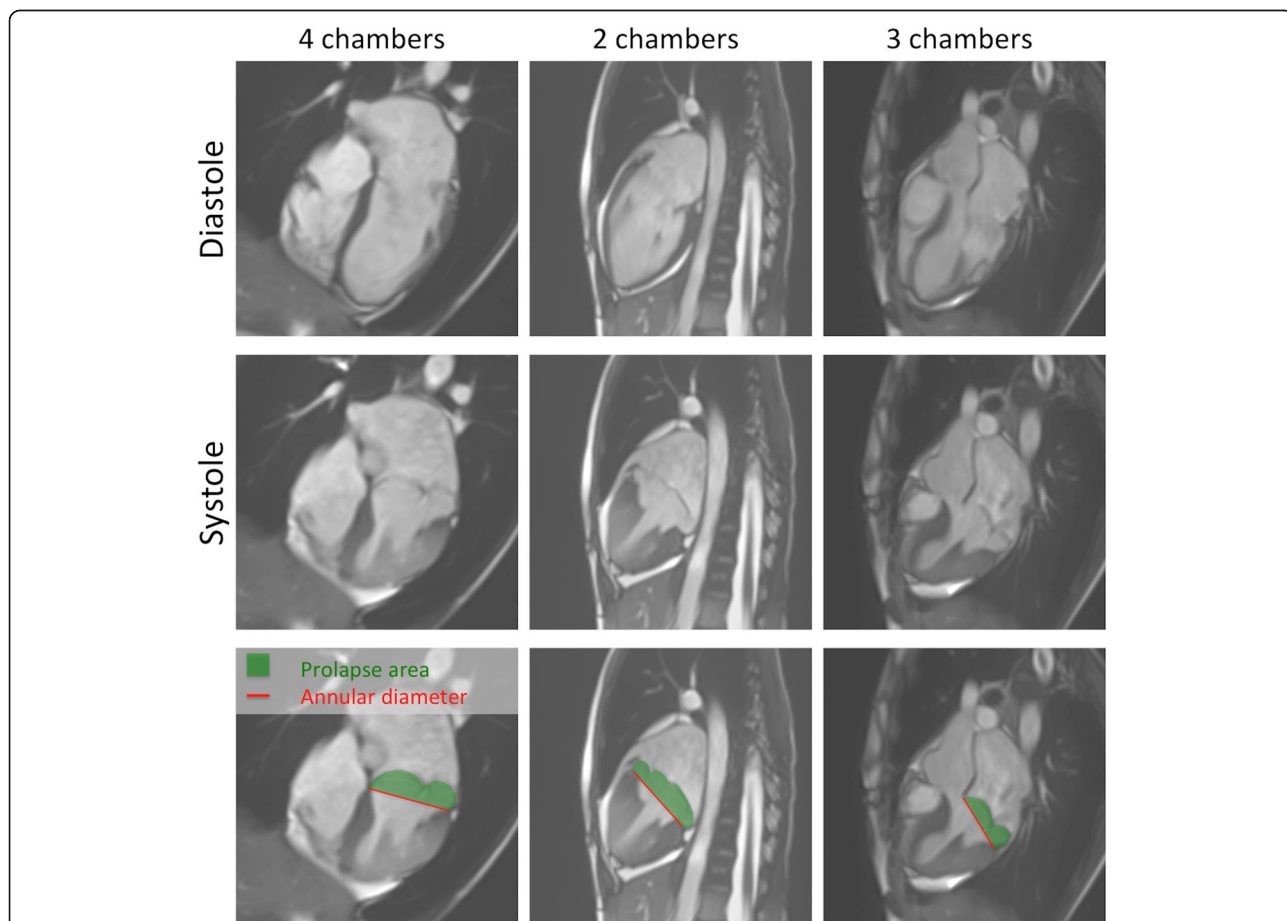 4 chambers 2 chambers 3 chambers
Diastole
Systole
Prolapse area
Annular diameter